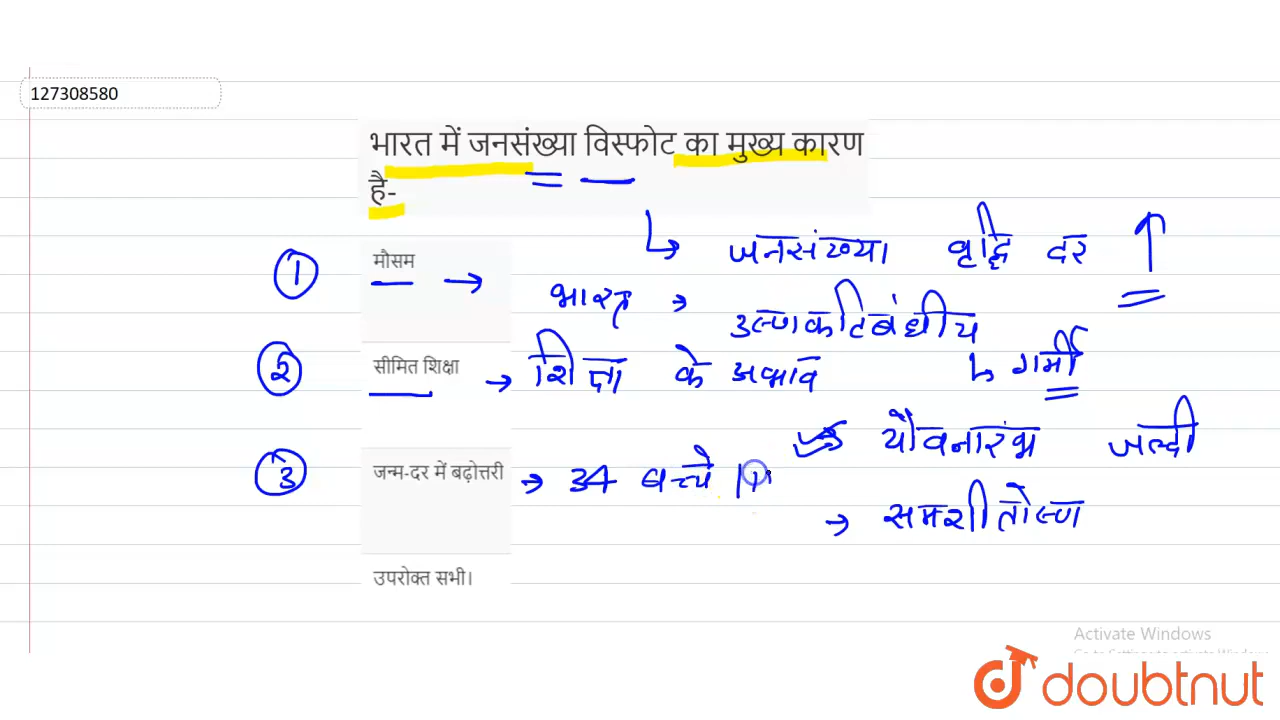 127308580
भारत में जनसंख्या विस्फोट का मुख्य कारण
है-
जनसंख्या वृद्धि दर ↑
1 मौसम →
भारत → उष्णकटिबंधीय
2 सीमित शिक्षा → शिक्षा के अभाव
↳ गर्मी
यौवनारंभ जल्दी
3 जन्म-दर में बढ़ोत्तरी → 34 बच्चे
→ समशीतोष्ण
उपरोक्त सभी।
Activate Windows
doubtnut